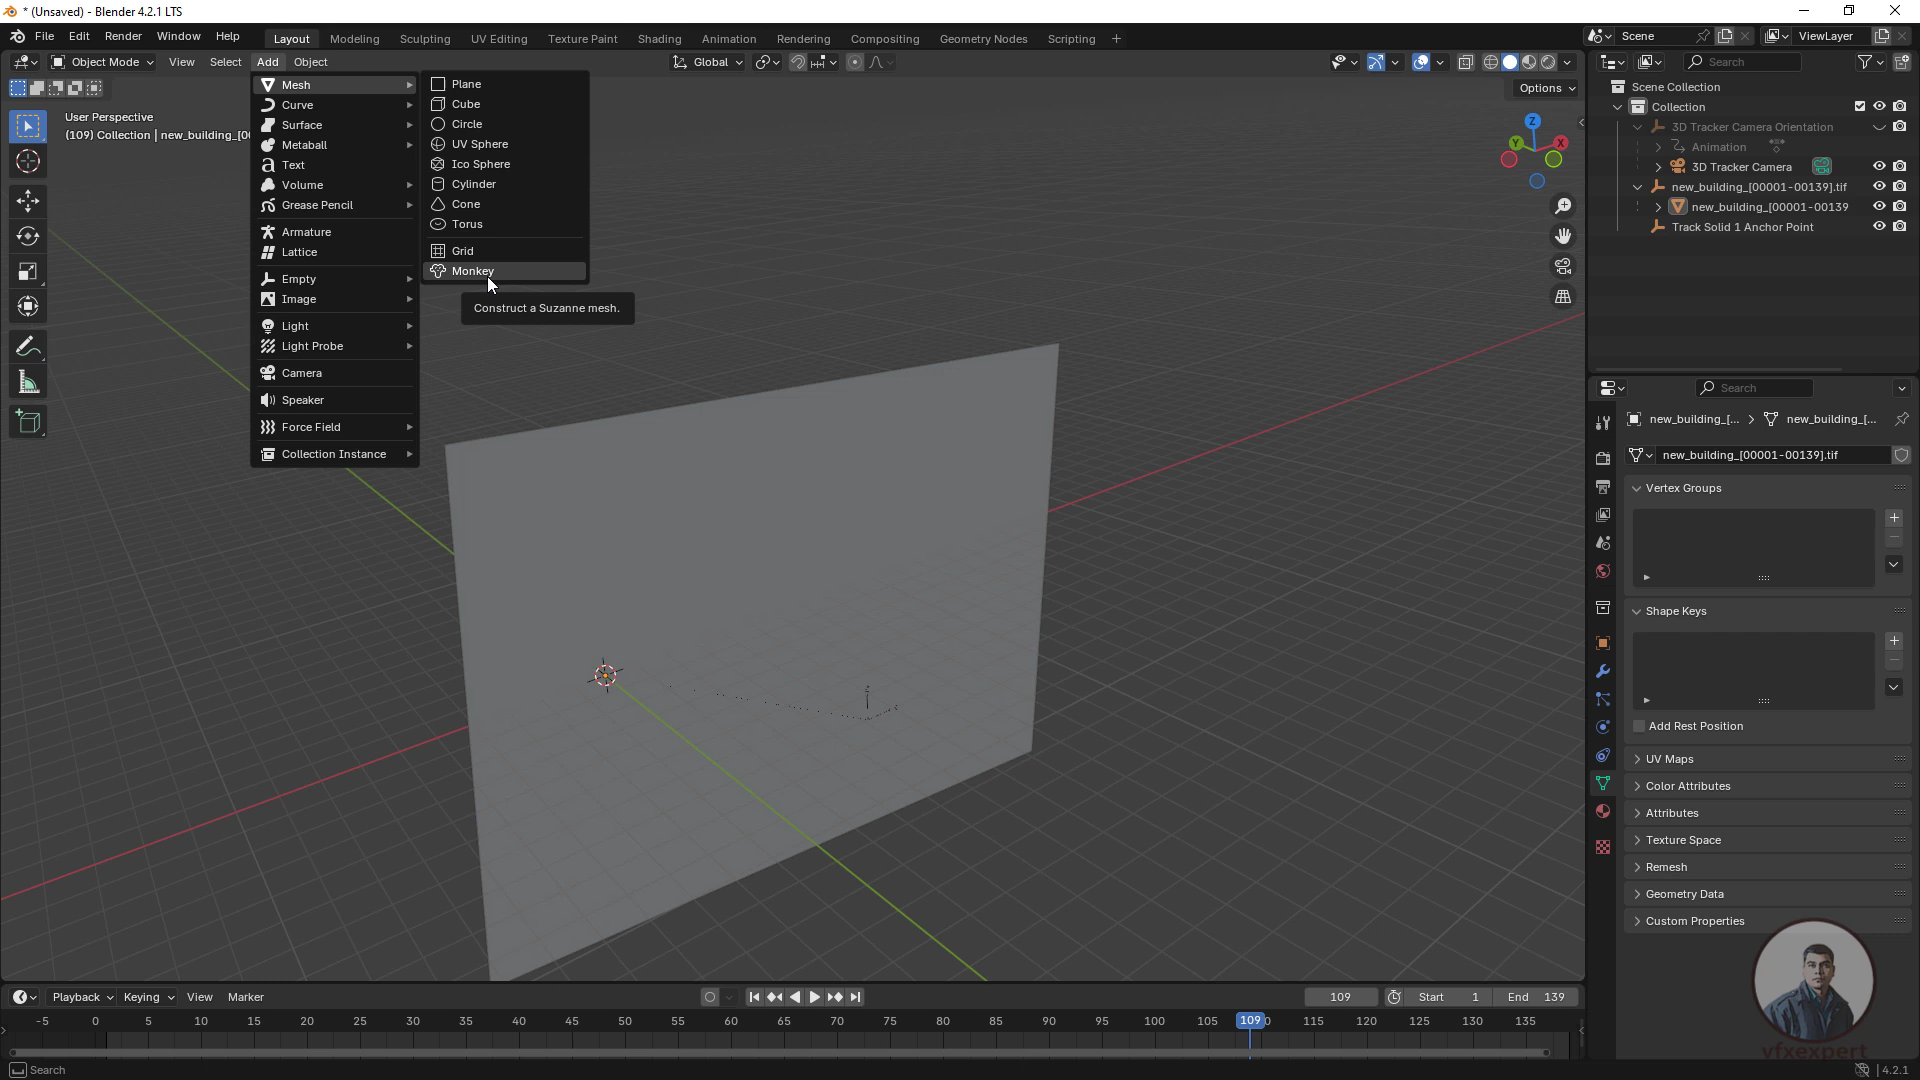 * (Unsaved) - Blender 4.2.1 LTS
File Edit Render Window Help Layout Modeling Sculpting UV Editing Texture Paint Shading Animation Rendering Compositing Geometry Nodes Scripting + Scene ViewLayer
Object Mode View Select Add Object Global Search
Options
User Perspective
(109) Collection | new_building_[0
Mesh
Curve
Surface
Metaball
Text
Volume
Grease Pencil
Armature
Lattice
Empty
Image
Light
Light Probe
Camera
Speaker
Force Field
Collection Instance
Plane
Cube
Circle
UV Sphere
Ico Sphere
Cylinder
Cone
Torus
Grid
Monkey
Construct a Suzanne mesh.
Z
Y
X
Scene Collection
Collection
3D Tracker Camera Orientation
Animation
3D Tracker Camera
new_building_[00001-00139].tif
new_building_[00001-00139
Track Solid 1 Anchor Point
Search
new_building_[... new_building_[...
new_building_[00001-00139].tif
Vertex Groups
Shape Keys
Add Rest Position
UV Maps
Color Attributes
Attributes
Texture Space
Remesh
Geometry Data
Custom Properties
Playback Keying View Marker 109 Start 1 End 139
-5 0 5 10 15 20 25 30 35 40 45 50 55 60 65 70 75 80 85 90 95 100 105 109 0 115 120 125 130 135
vfxexpert
Search
4.2.1